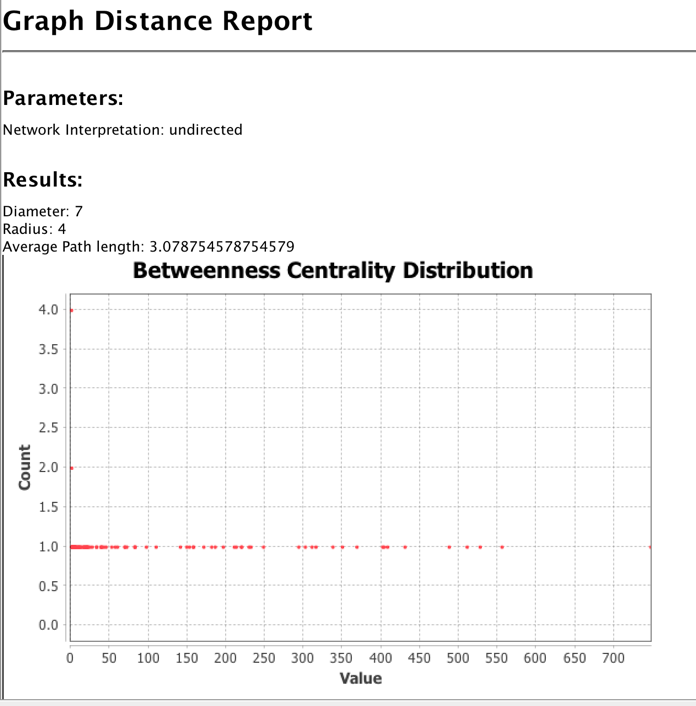 Graph Distance Report
Parameters:
Network Interpretation: undirected
Results:
Diameter: 7
Radius: 4
Average Path length: 3.078754578754579
Betweenness Centrality Distribution
4.0
3.5
3.0
2.5
2.0
1.5
1.0
0.5
0.0
Count
0 50 100 150 200 250 300 350 400 450 500 550 600 650 700
Value